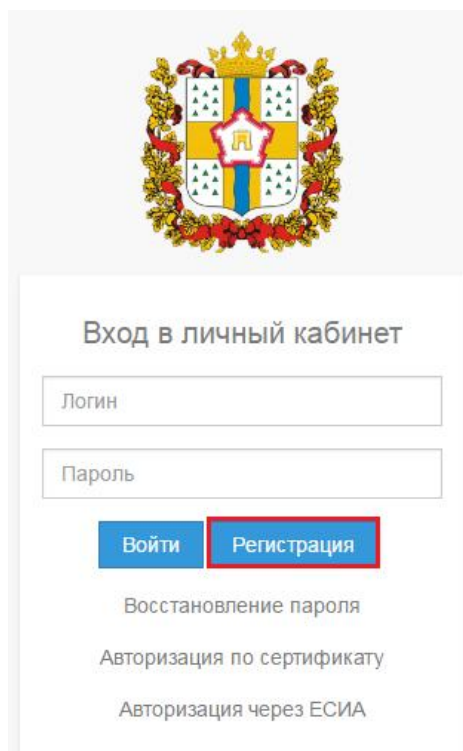 Вход в личный кабинет
Логин
Пароль
Войти Регистрация
Восстановление пароля
Авторизация по сертификату
Авторизация через ЕСИА